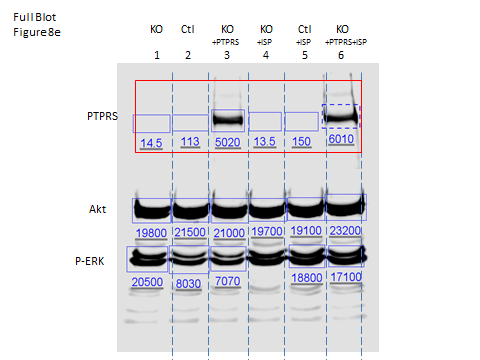 Full Blot
Figure8e
KO Ctl KO KO Ctl KO
+PTPRS +ISP +ISP +PTPRS+ISP
1 2 3 4 5 6
PTPRS
14.5 113 5020 13.5 150 6010
Akt
19800 21500 21000 19700 19100 23200
P-ERK
20500 8030 7070 18800 17100